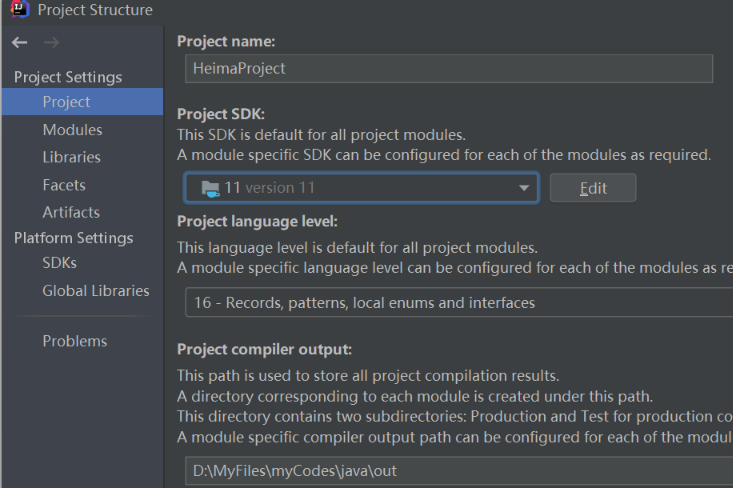 Project Structure
Project Settings
Project
Modules
Libraries
Facets
Artifacts
Platform Settings
SDKs
Global Libraries
Problems
Project name:
HeimaProject
Project SDK:
This SDK is default for all project modules.
A module specific SDK can be configured for each of the modules as required.
11 version 11
Edit
Project language level:
This language level is default for all project modules.
A module specific language level can be configured for each of the modules as re
16 - Records, patterns, local enums and interfaces
Project compiler output:
This path is used to store all project compilation results.
A directory corresponding to each module is created under this path.
This directory contains two subdirectories: Production and Test for production co
A module specific compiler output path can be configured for each of the modul
D:\MyFiles\myCodes\java\out